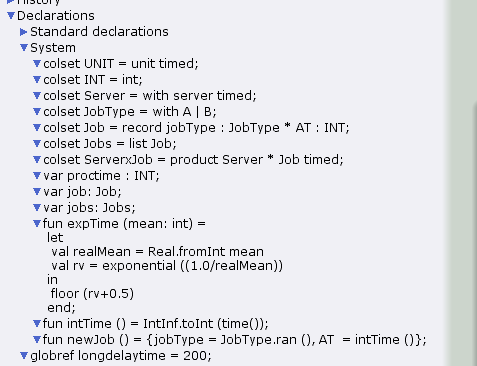 History
Declarations
Standard declarations
System
colset UNIT = unit timed;
colset INT = int;
colset Server = with server timed;
colset JobType = with A | B;
colset Job = record jobType : JobType * AT : INT;
colset Jobs = list Job;
colset ServerxJob = product Server * Job timed;
var proctime : INT;
var job: Job;
var jobs: Jobs;
fun expTime (mean: int) =
let
val realMean = Real.fromInt mean
val rv = exponential ((1.0/realMean))
in
floor (rv+0.5)
end;
fun intTime () = IntInf.toInt (time());
fun newJob () = {jobType = JobType.ran (), AT  = intTime ()};
globref longdelaytime = 200;